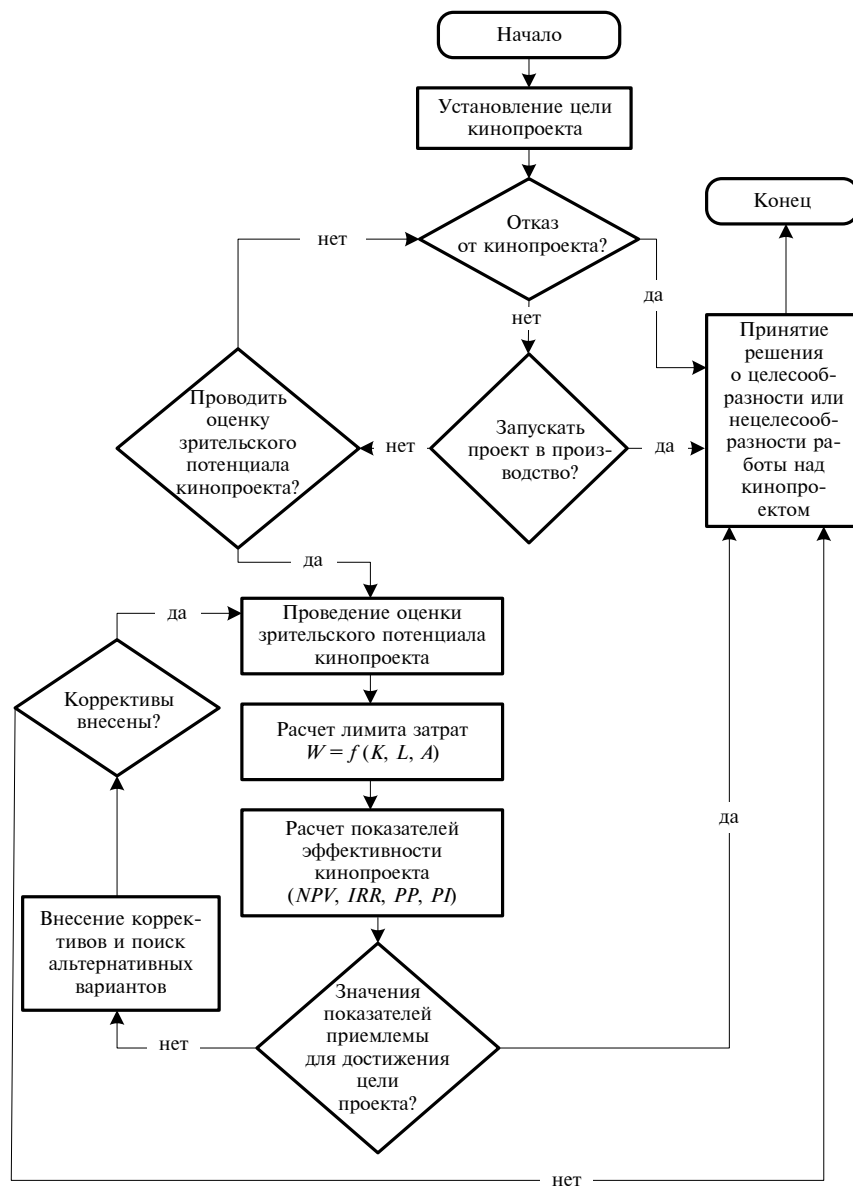 Начало
Установление цели
кинопроекта
Отказ
от кинопроекта?
Конец
нет
да
нет
Принятие
решения
о целесооб-
разности или
нецелесооб-
разности ра-
боты над
кинопро-
ектом
Проводить
оценку
зрительского
потенциала
кинопроекта?
нет
Запускать
проект в произ-
водство?
да
да
да
Проведение оценки
зрительского потенциала
кинопроекта
Коррективы
внесены?
Расчет лимита затрат
W = f (K, L, A)
Расчет показателей
эффективности
кинопроекта
(NPV, IRR, PP, PI)
да
Внесение коррек-
тивов и поиск
альтернативных
вариантов
Значения
показателей
приемлемы
для достижения
цели
проекта?
нет
нет